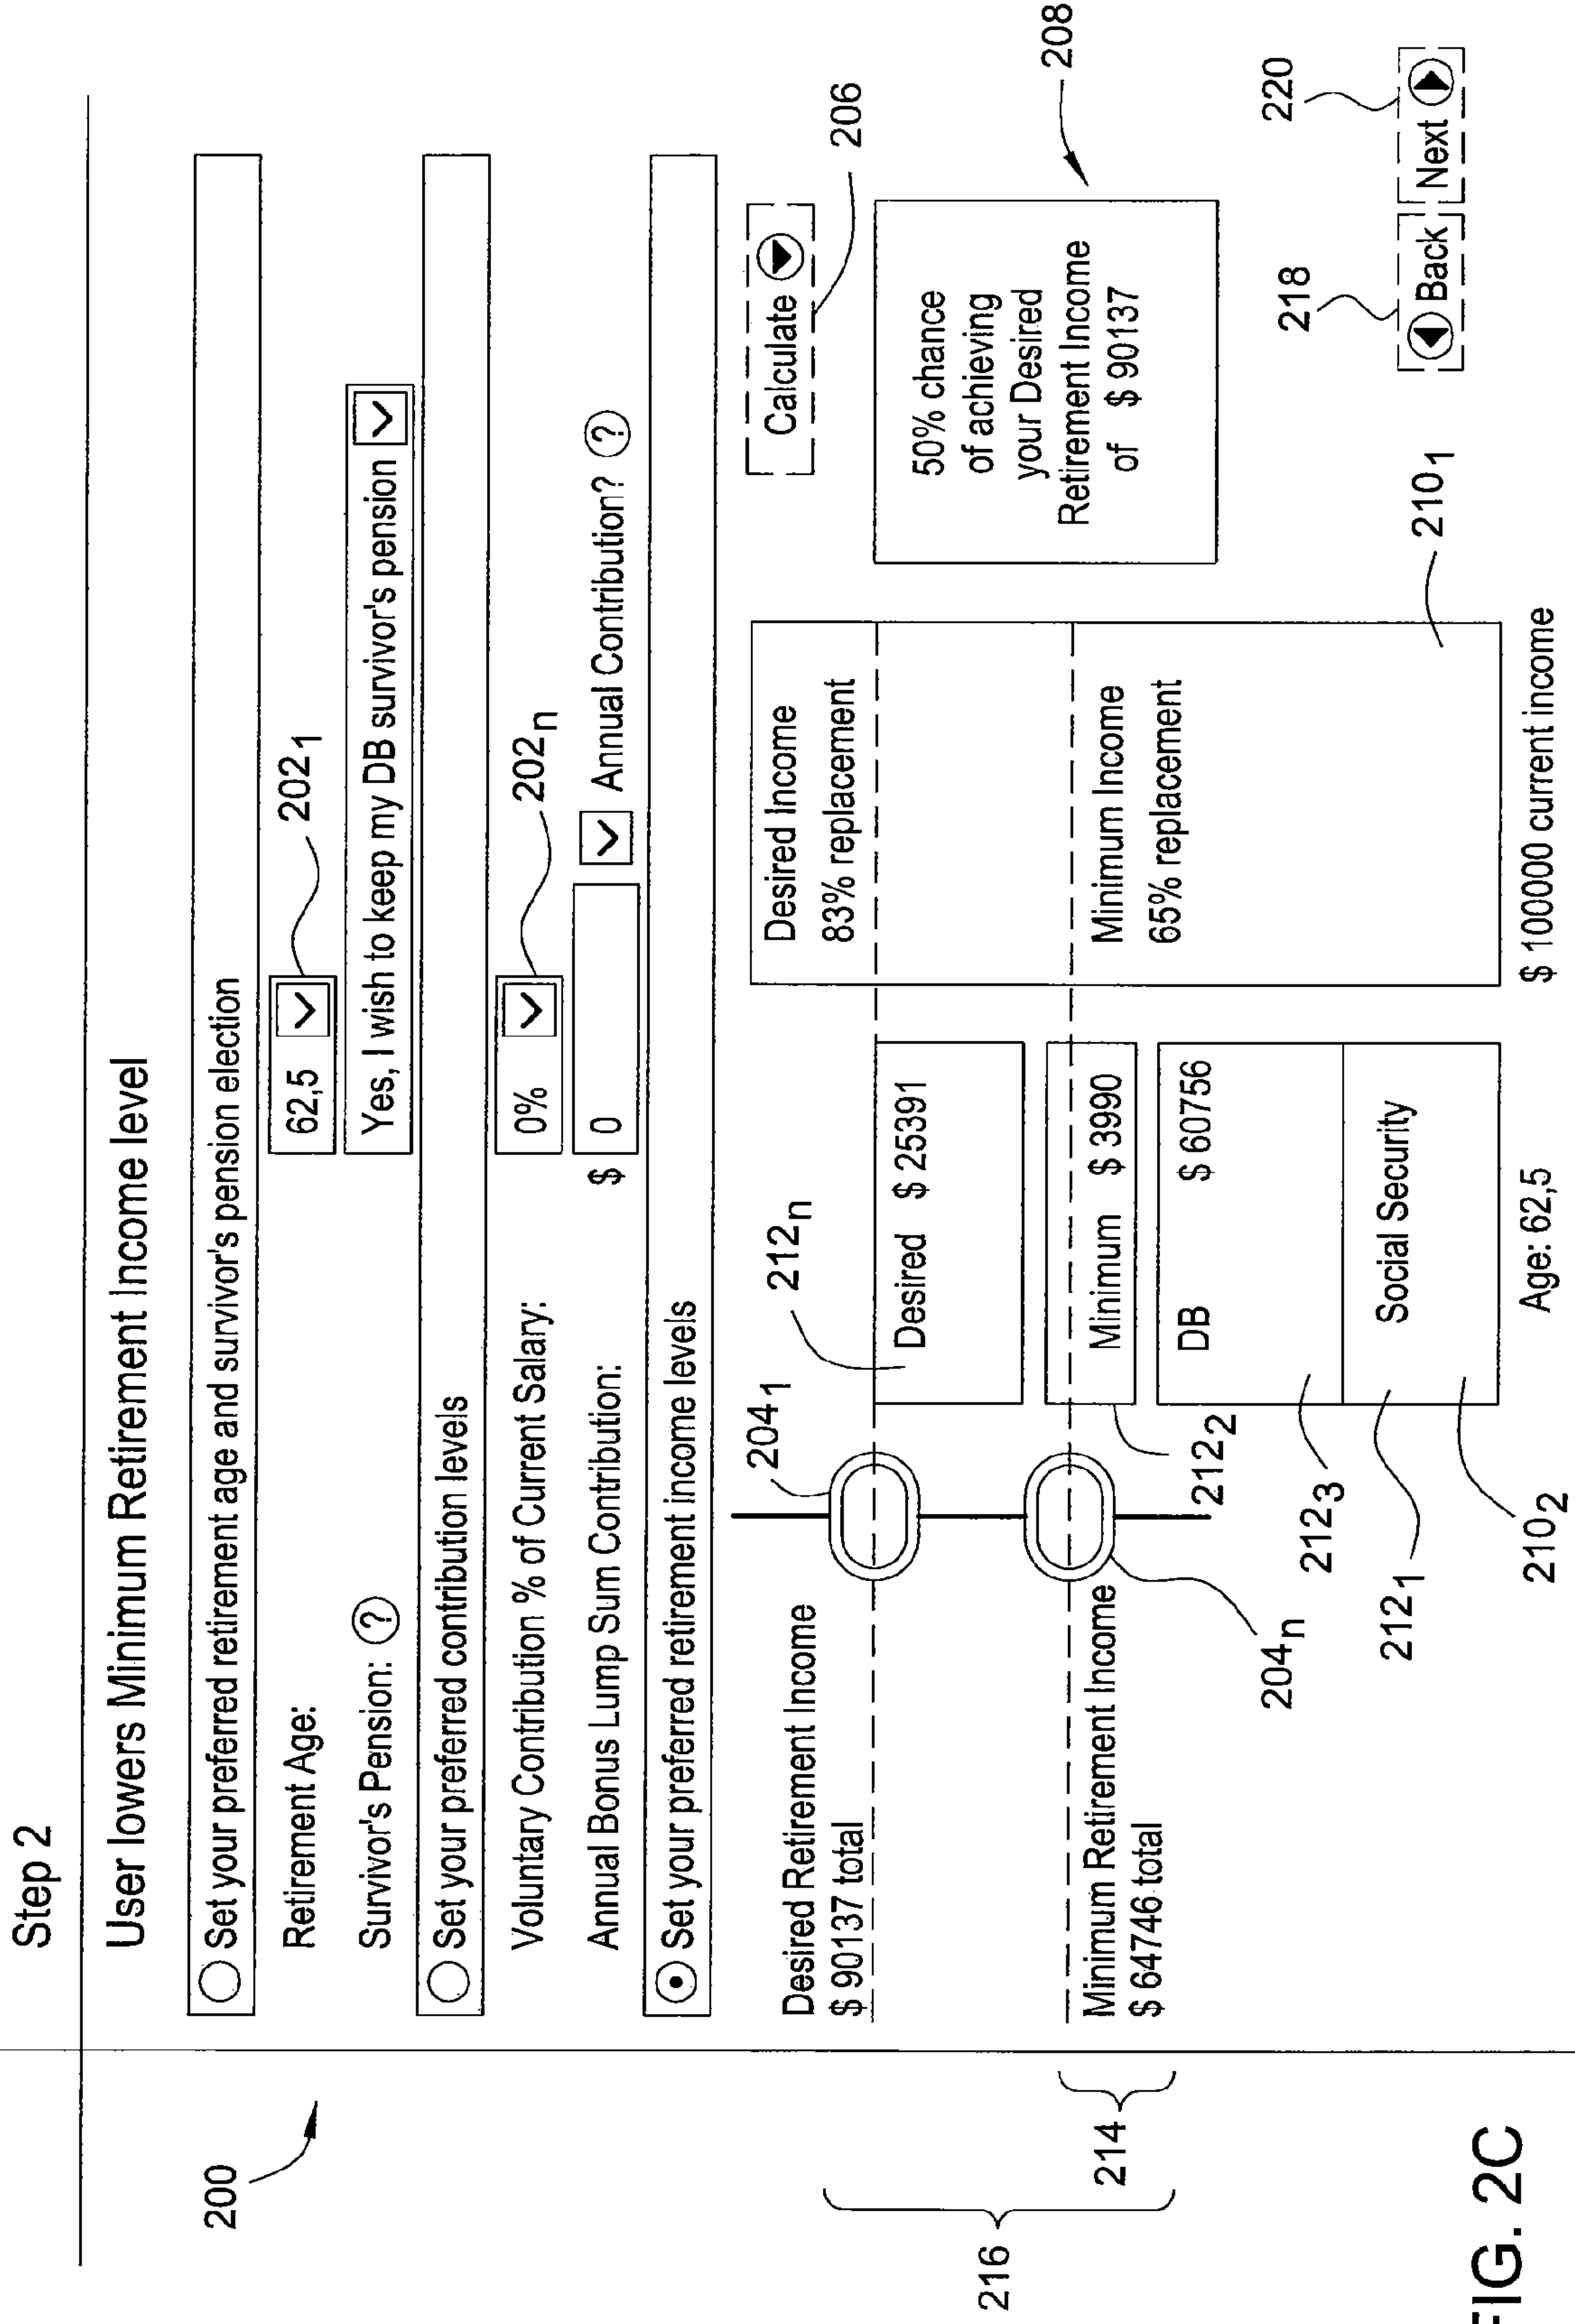 Step 2
User lowers Minimum Retirement Income level
200
Set your preferred retirement age and survivor's pension election
Retirement Age:
62,5
202₁
Survivor's Pension: ?
Yes, I wish to keep my DB survivor's pension
Set your preferred contribution levels
Voluntary Contribution % of Current Salary:
0%
202ₙ
Annual Bonus Lump Sum Contribution:
$ 0
Annual Contribution? ?
Set your preferred retirement income levels
Calculate
206
Desired Retirement Income
$ 90137 total
204₁
212ₙ
Desired $ 25391
Desired Income
83% replacement
50% chance
of achieving
your Desired
Retirement Income
of $ 90137
208
Minimum Retirement Income
$ 64746 total
204ₙ
Minimum $ 3990
212₂
Minimum Income
65% replacement
DB $ 60756
212₃
Social Security
212₁
210₂
210₁
Age: 62,5
$ 100000 current income
216
214
218
220
Back
Next
FIG. 2C